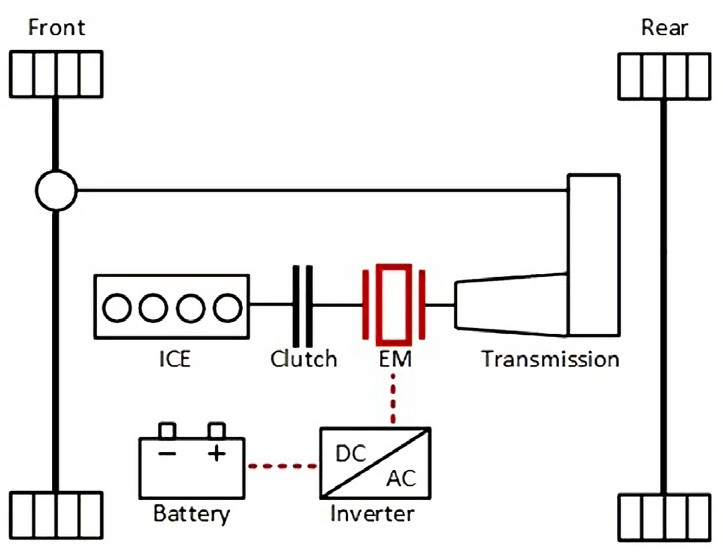 Front
Rear
ICE
Clutch
EM
Transmission
DC
AC
− +
Battery
Inverter